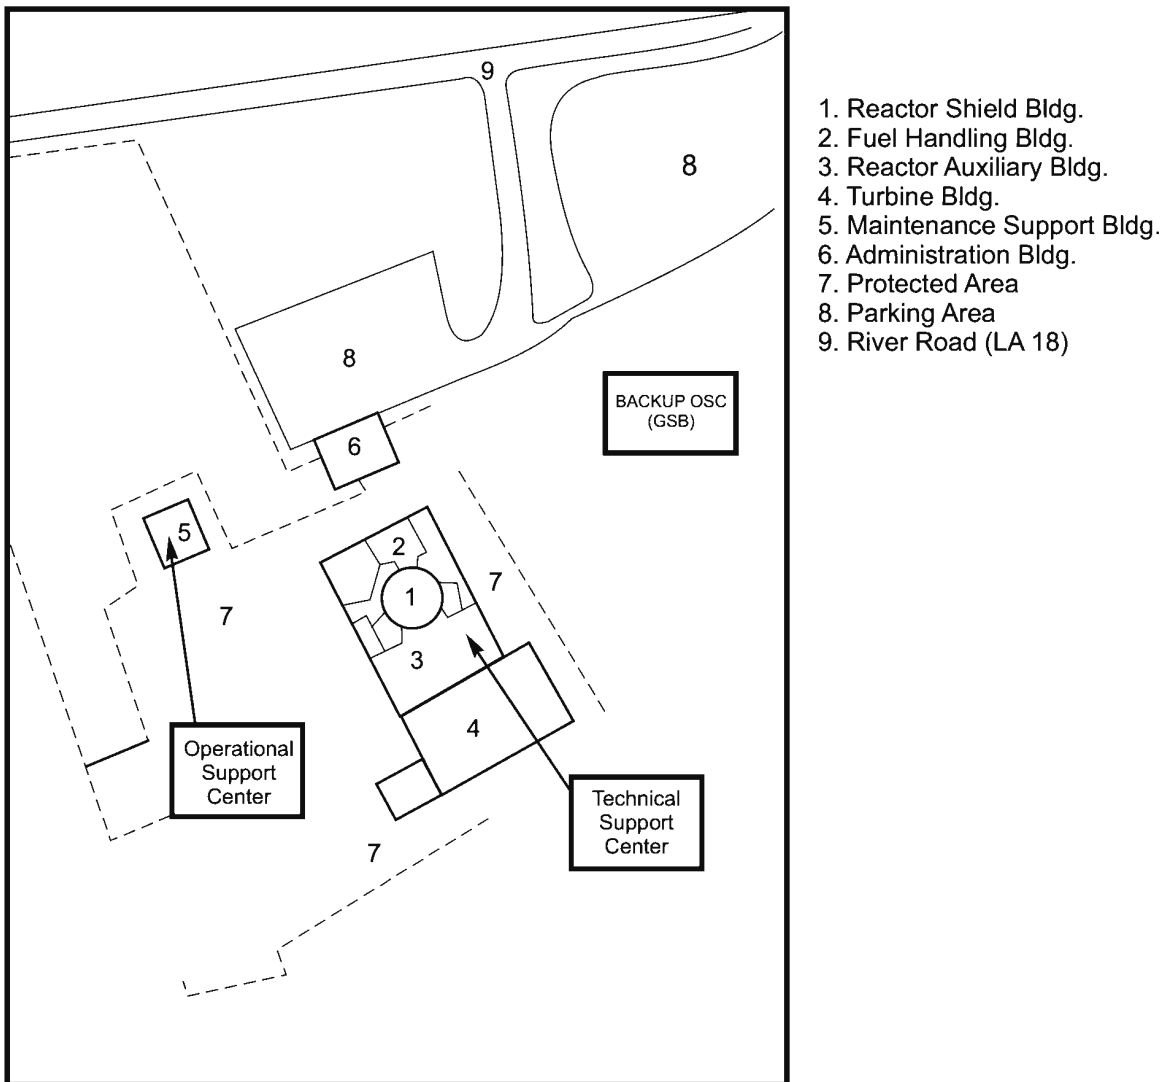 9
8
8
6
BACKUP OSC
(GSB)
5
2
1
7
7
3
4
Operational
Support
Center
Technical
Support
Center
7
1. Reactor Shield Bldg.
2. Fuel Handling Bldg.
3. Reactor Auxiliary Bldg.
4. Turbine Bldg.
5. Maintenance Support Bldg.
6. Administration Bldg.
7. Protected Area
8. Parking Area
9. River Road (LA 18)